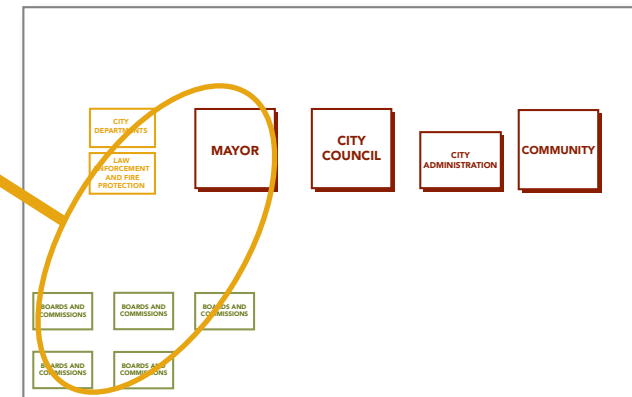 CITY
DEPARTMENTS
LAW
ENFORCEMENT
AND FIRE
PROTECTION
MAYOR
CITY
COUNCIL
CITY
ADMINISTRATION
COMMUNITY
BOARDS AND
COMMISSIONS
BOARDS AND
COMMISSIONS
BOARDS AND
COMMISSIONS
BOARDS AND
COMMISSIONS
BOARDS AND
COMMISSIONS